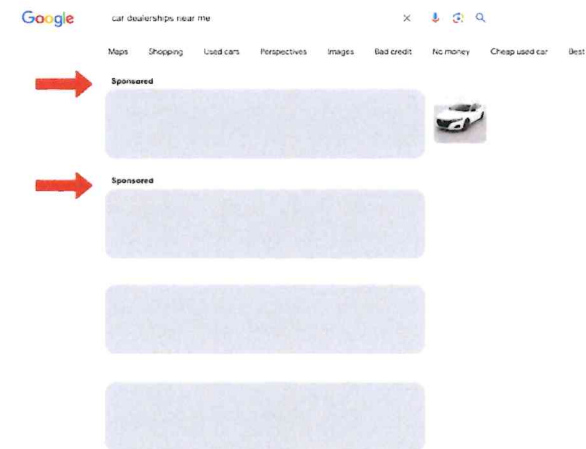 Google
car dealerships near me
Maps Shopping Used cars Perspectives Images Bad credit No money Cheap used car Best
Sponsored
Sponsored